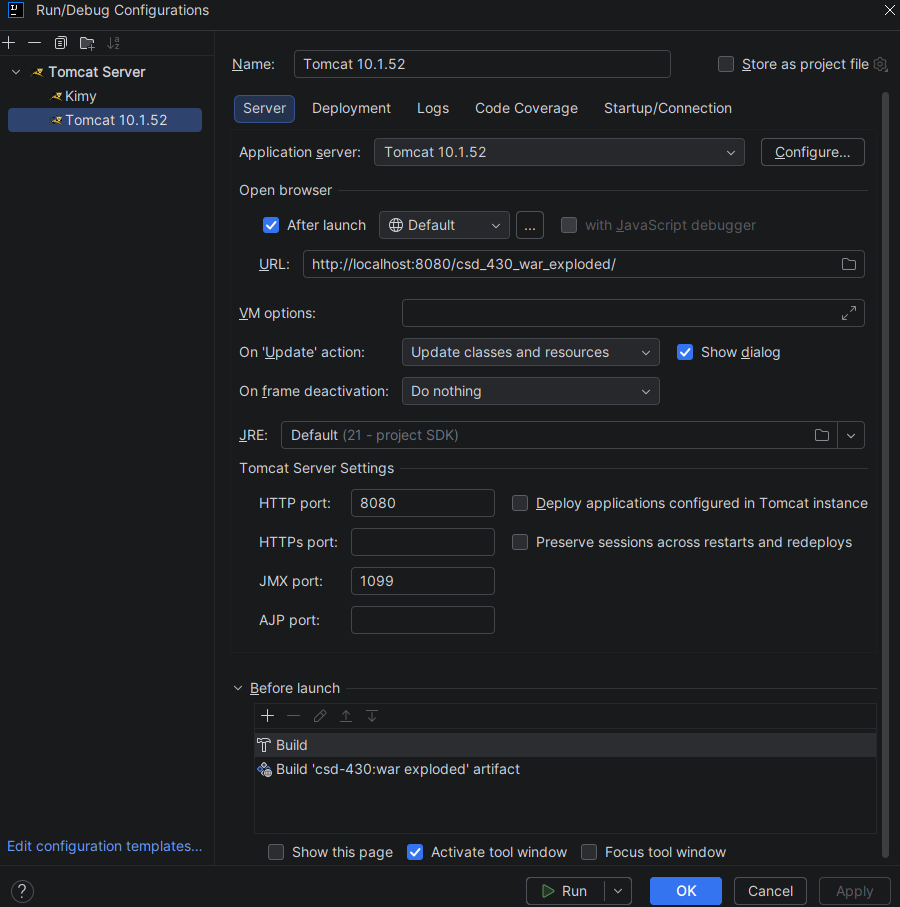 Run/Debug Configurations
Tomcat Server
Kimy
Tomcat 10.1.52
Edit configuration templates...
Name: Tomcat 10.1.52 Store as project file
Server Deployment Logs Code Coverage Startup/Connection
Application server: Tomcat 10.1.52 Configure...
Open browser
After launch Default ... with JavaScript debugger
URL: http://localhost:8080/csd_430_war_exploded/
VM options:
On 'Update' action: Update classes and resources Show dialog
On frame deactivation: Do nothing
JRE: Default (21 - project SDK)
Tomcat Server Settings
HTTP port: 8080 Deploy applications configured in Tomcat instance
HTTPs port: Preserve sessions across restarts and redeploys
JMX port: 1099
AJP port:
Before launch
Build
Build 'csd-430:war exploded' artifact
Show this page Activate tool window Focus tool window
? Run OK Cancel Apply